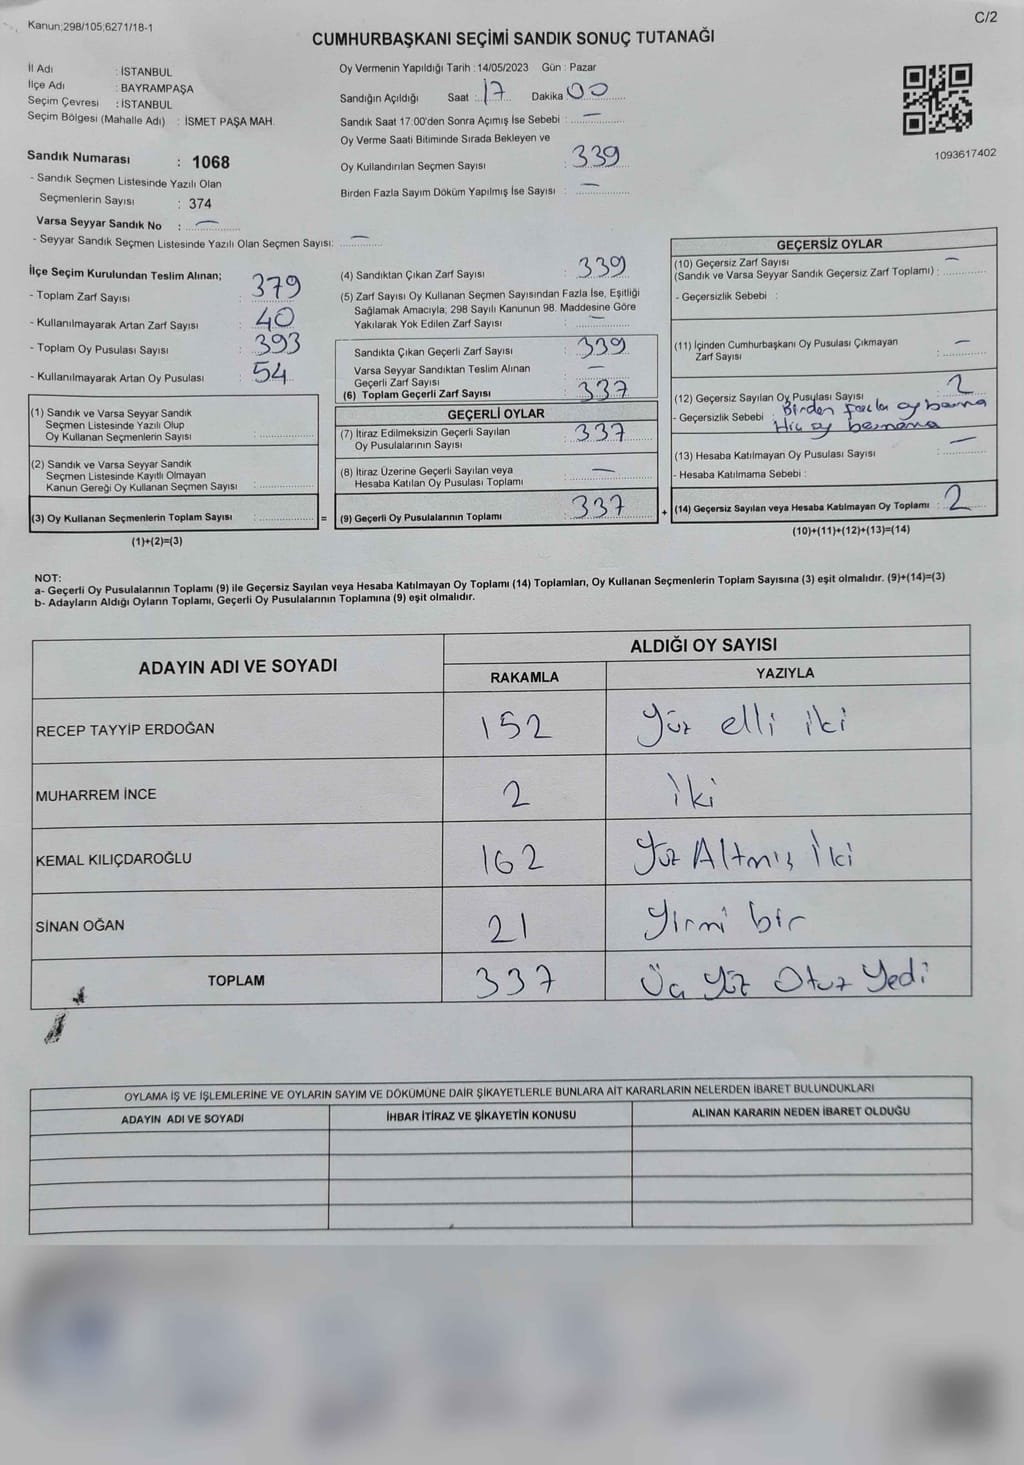 Kanun;298/105;6271/18-1
C/2
CUMHURBAŞKANI SEÇİMİ SANDIK SONUÇ TUTANAĞI
İl Adı : İSTANBUL
İlçe Adı : BAYRAMPAŞA
Seçim Çevresi : İSTANBUL
Seçim Bölgesi (Mahalle Adı) : İSMET PAŞA MAH.
Sandık Numarası : 1068
- Sandık Seçmen Listesinde Yazılı Olan
Seçmenlerin Sayısı : 374
Varsa Seyyar Sandık No : —
- Seyyar Sandık Seçmen Listesinde Yazılı Olan Seçmen Sayısı: —
Oy Vermenin Yapıldığı Tarih : 14/05/2023 Gün : Pazar
Sandığın Açıldığı Saat : 17 Dakika 00
Sandık Saat 17:00'den Sonra Açımış İse Sebebi : —
Oy Verme Saati Bitiminde Sırada Bekleyen ve
Oy Kullandırılan Seçmen Sayısı : 339
Birden Fazla Sayım Döküm Yapılmış İse Sayısı : —
1093617402
İlçe Seçim Kurulundan Teslim Alınan;
- Toplam Zarf Sayısı : 379
- Kullanılmayarak Artan Zarf Sayısı : 40
- Toplam Oy Pusulası Sayısı : 393
- Kullanılmayarak Artan Oy Pusulası : 54
(1) Sandık ve Varsa Seyyar Sandık
Seçmen Listesinde Yazılı Olup
Oy Kullanan Seçmenlerin Sayısı :
(2) Sandık ve Varsa Seyyar Sandık
Seçmen Listesinde Kayıtlı Olmayan
Kanun Gereği Oy Kullanan Seçmen Sayısı :
(3) Oy Kullanan Seçmenlerin Toplam Sayısı : =
(1)+(2)=(3)
(4) Sandıktan Çıkan Zarf Sayısı : 339
(5) Zarf Sayısı Oy Kullanan Seçmen Sayısından Fazla İse, Eşitliği
Sağlamak Amacıyla; 298 Sayılı Kanunun 98. Maddesine Göre
Yakılarak Yok Edilen Zarf Sayısı : —
Sandıkta Çıkan Geçerli Zarf Sayısı : 339
Varsa Seyyar Sandıktan Teslim Alınan
Geçerli Zarf Sayısı : —
(6) Toplam Geçerli Zarf Sayısı : 337
GEÇERLİ OYLAR
(7) İtiraz Edilmeksizin Geçerli Sayılan : 337
Oy Pusulalarının Sayısı
(8) İtiraz Üzerine Geçerli Sayılan veya : —
Hesaba Katılan Oy Pusulası Toplamı
(9) Geçerli Oy Pusulalarının Toplamı : 337 +
GEÇERSİZ OYLAR
(10) Geçersiz Zarf Sayısı —
(Sandık ve Varsa Seyyar Sandık Geçersiz Zarf Toplamı) :
- Geçersizlik Sebebi :
(11) İçinden Cumhurbaşkanı Oy Pusulası Çıkmayan —
Zarf Sayısı :
(12) Geçersiz Sayılan Oy Pusulası Sayısı : 2
- Geçersizlik Sebebi : Birden fazla oy basma
Hiç oy basmama
(13) Hesaba Katılmayan Oy Pusulası Sayısı : —
- Hesaba Katılmama Sebebi :
(14) Geçersiz Sayılan veya Hesaba Katılmayan Oy Toplamı : 2
(10)+(11)+(12)+(13)=(14)
NOT:
a- Geçerli Oy Pusulalarının Toplamı (9) ile Geçersiz Sayılan veya Hesaba Katılmayan Oy Toplamı (14) Toplamları, Oy Kullanan Seçmenlerin Toplam Sayısına (3) eşit olmalıdır. (9)+(14)=(3)
b- Adayların Aldığı Oyların Toplamı, Geçerli Oy Pusulalarının Toplamına (9) eşit olmalıdır.
ADAYIN ADI VE SOYADI
ALDIĞI OY SAYISI
RAKAMLA YAZIYLA
RECEP TAYYİP ERDOĞAN 152 Yüz elli iki
MUHARREM İNCE 2 iki
KEMAL KILIÇDAROĞLU 162 Yüz Altmış İki
SİNAN OĞAN 21 Yirmi bir
TOPLAM 337 Üç Yüz Otuz Yedi
OYLAMA İŞ VE İŞLEMLERİNE VE OYLARIN SAYIM VE DÖKÜMÜNE DAİR ŞİKAYETLERLE BUNLARA AİT KARARLARIN NELERDEN İBARET BULUNDUKLARI
ADAYIN ADI VE SOYADI İHBAR İTİRAZ VE ŞİKAYETİN KONUSU ALINAN KARARIN NEDEN İBARET OLDUĞU